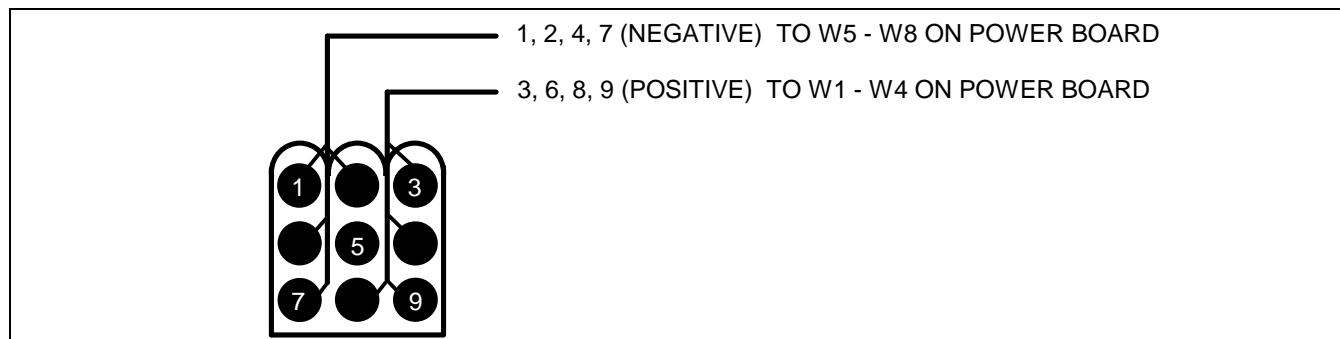 1, 2, 4, 7 (NEGATIVE) TO W5 - W8 ON POWER BOARD
3, 6, 8, 9 (POSITIVE) TO W1 - W4 ON POWER BOARD
1 3
5
7 9